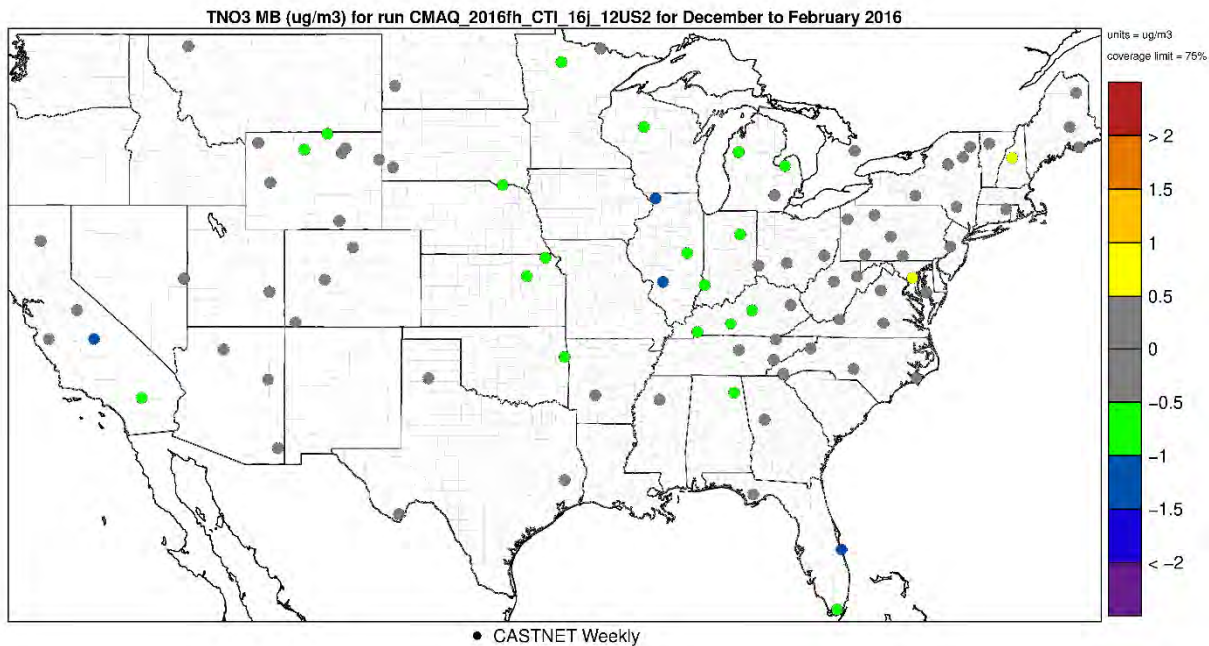 TNO3 MB (ug/m3) for run CMAQ_2016fh_CTI_16j_12US2 for December to February 2016
units = ug/m3
coverage limit = 75%
> 2
1.5
1
0.5
0
−0.5
−1
−1.5
< −2
● CASTNET Weekly